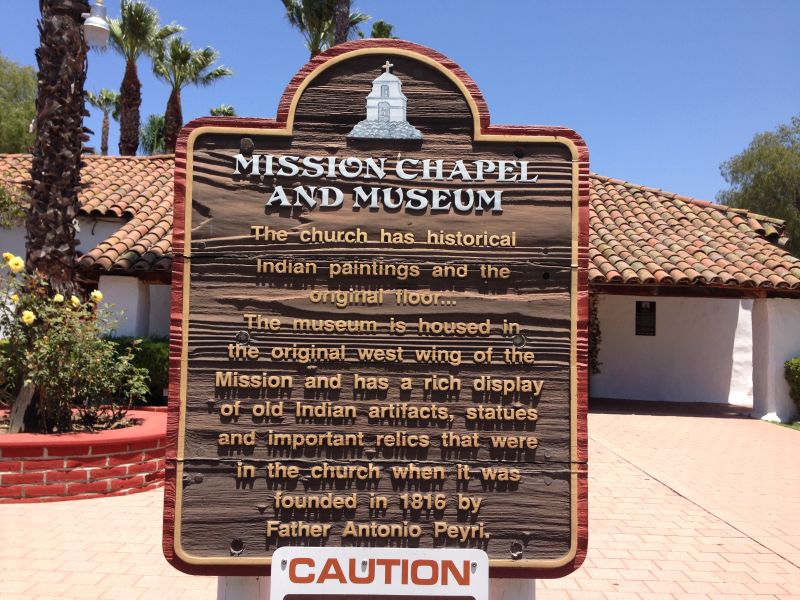 MISSION CHAPEL
AND MUSEUM
The church has historical
Indian paintings and the
original floor...
The museum is housed in
the original west wing of the
Mission and has a rich display
of old Indian artifacts, statues
and important relics that were
in the church when it was
founded in 1816 by
Father Antonio Peyri.
CAUTION